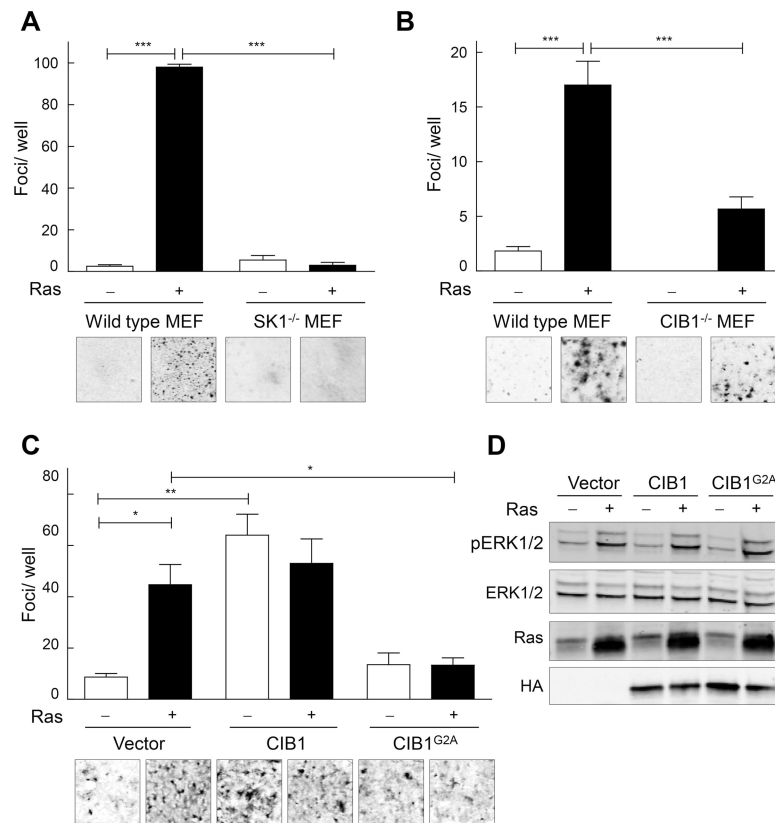 A
*** ***
100
80
60
40
20
0
Foci/ well
Ras – + – +
Wild type MEF SK1-/- MEF
B
*** ***
20
15
10
5
0
Foci/ well
Ras – + – +
Wild type MEF CIB1-/- MEF
C
80
60
40
20
0
Foci/ well
*
**
*
Ras – + – + – +
Vector CIB1 CIB1G2A
D
Vector CIB1 CIB1G2A
Ras – + – + – +
pERK1/2
ERK1/2
Ras
HA